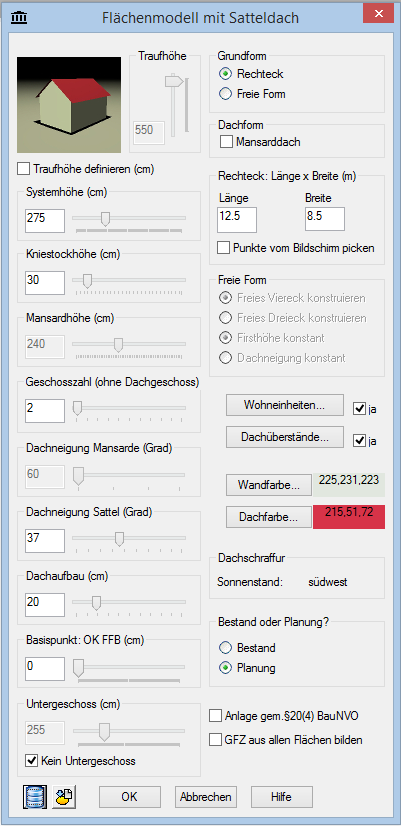 Flächenmodell mit Satteldach
Traufhöhe
550
Traufhöhe definieren (cm)
Systemhöhe (cm)
275
Kniestockhöhe (cm)
30
Mansardhöhe (cm)
240
Geschosszahl (ohne Dachgeschoss)
2
Dachneigung Mansarde (Grad)
60
Dachneigung Sattel (Grad)
37
Dachaufbau (cm)
20
Basispunkt: OK FFB (cm)
0
Untergeschoss (cm)
255
Kein Untergeschoss
Grundform
Rechteck
Freie Form
Dachform
Mansarddach
Rechteck: Länge x Breite (m)
Länge Breite
12.5 8.5
Punkte vom Bildschim picken
Freie Form
Freies Viereck konstruieren
Freies Dreieck konstruieren
Firsthöhe konstant
Dachneigung konstant
Wohneinheiten... ja
Dachüberstände... ja
Wandfarbe... 225,231,223
Dachfarbe... 215,51,72
Dachschraffur
Sonnenstand: südwest
Bestand oder Planung?
Bestand
Planung
Anlage gem.§20(4) BauNVO
GFZ aus allen Flächen bilden
OK Abbrechen Hilfe